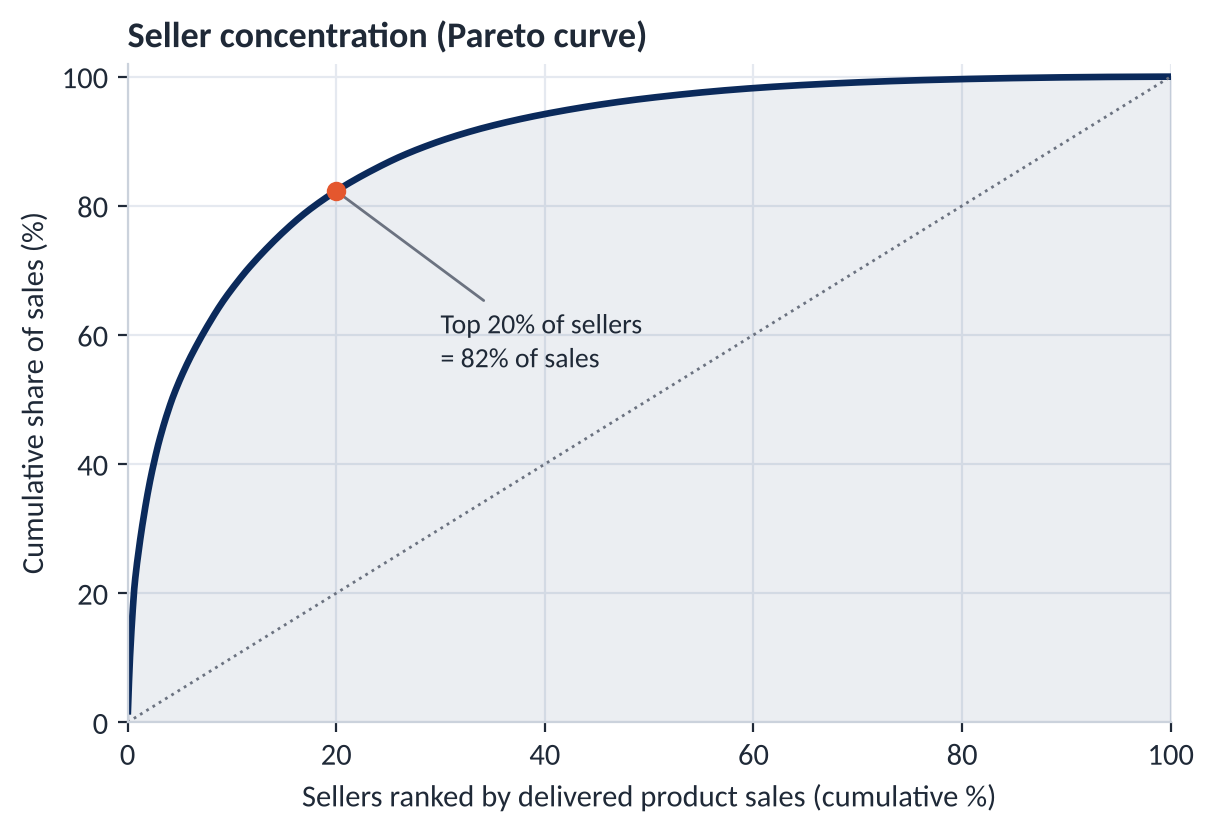 Seller concentration (Pareto curve)
Cumulative share of sales (%)
100
80
60
40
20
0
Top 20% of sellers
= 82% of sales
0 20 40 60 80 100
Sellers ranked by delivered product sales (cumulative %)